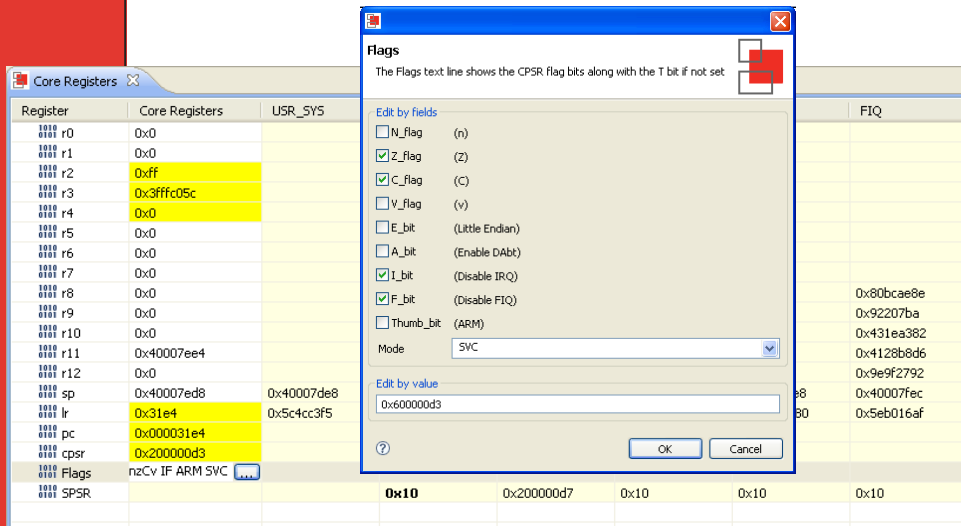 Core Registers
Register Core Registers USR_SYS FIQ
r0 0x0
r1 0x0
r2 0xff
r3 0x3fffc05c
r4 0x0
r5 0x0
r6 0x0
r7 0x0
r8 0x0 0x80bcae8e
r9 0x0 0x92207ba
r10 0x0 0x431ea382
r11 0x40007ee4 0x4128b8d6
r12 0x0 0x9e9f2792
sp 0x40007ed8 0x40007de8 e8 0x40007fec
lr 0x31e4 0x5c4cc3f5 80 0x5eb016af
pc 0x000031e4
cpsr 0x200000d3
Flags nzCv IF ARM SVC ...
SPSR 0x10 0x200000d7 0x10 0x10 0x10
Flags
The Flags text line shows the CPSR flag bits along with the T bit if not set
Edit by fields
N_flag (n)
Z_flag (Z)
C_flag (C)
V_flag (v)
E_bit (Little Endian)
A_bit (Enable DAbt)
I_bit (Disable IRQ)
F_bit (Disable FIQ)
Thumb_bit (ARM)
Mode SVC
Edit by value
0x600000d3
? OK Cancel